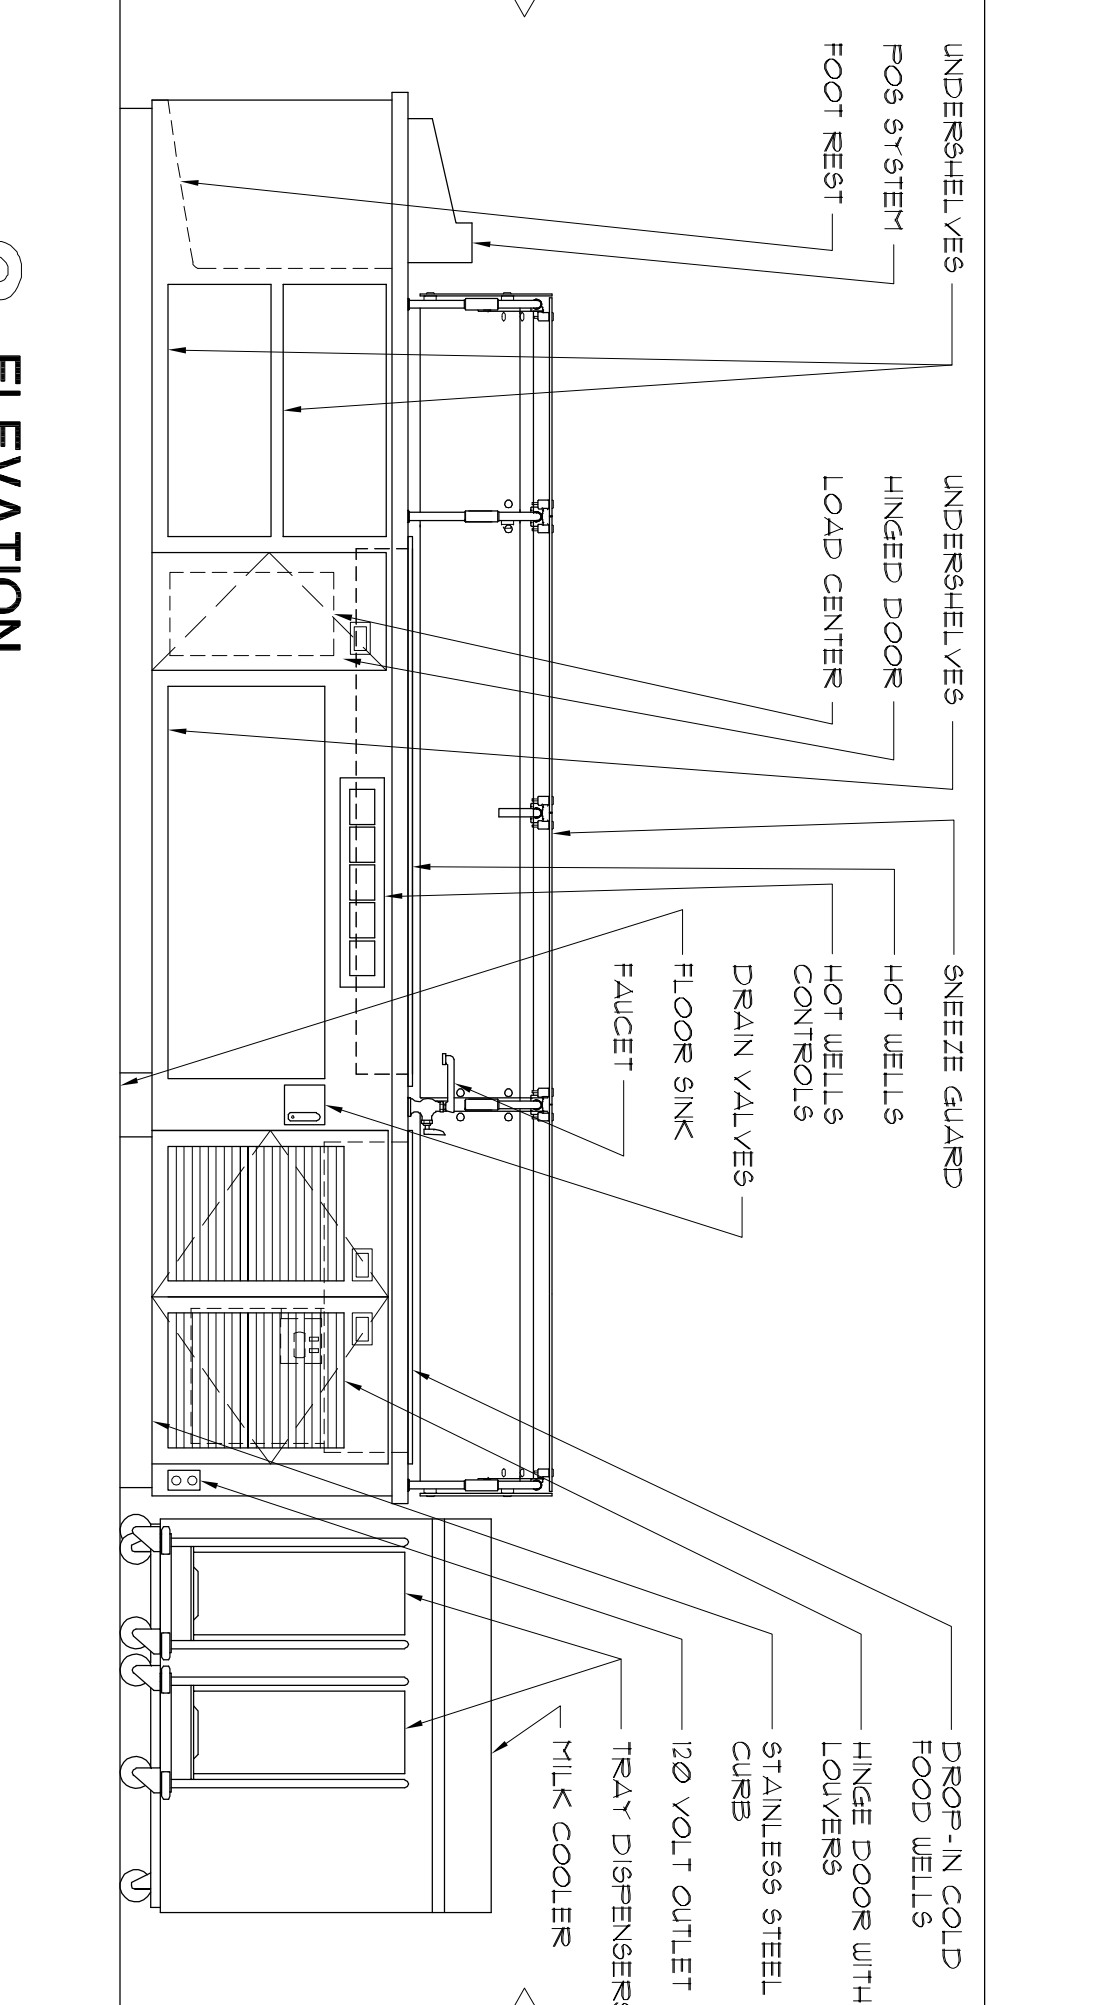 UNDERSHELVES
POS SYSTEM
FOOT REST
UNDERSHELVES
HINGED DOOR
LOAD CENTER
SNEEZE GUARD
HOT WELLS
HOT WELLS
CONTROLS
DRAIN VALVES
FLOOR SINK
FAUCET
DROP-IN COLD
FOOD WELLS
HINGE DOOR WITH
LOUVERS
STAINLESS STEEL
CURB
120 VOLT OUTLET
TRAY DISPENSERS
MILK COOLER
ELEVATION